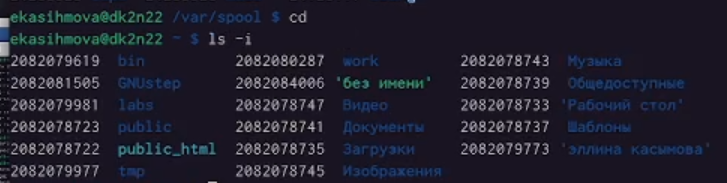 ekasihmova@dk2n22 /var/spool $ cd
ekasihmova@dk2n22 ~ $ ls -i
2082079619 bin 2082080287 work 2082078743 Музыка
2082081505 GNUstep 2082084006 'без имени' 2082078739 Общедоступные
2082079981 labs 2082078747 Видео 2082078733 'Рабочий стол'
2082078723 public 2082078741 Документы 2082078737 Шаблоны
2082078722 public_html 2082078735 Загрузки 2082079773 'эллина касымова'
2082079977 tmp 2082078745 Изображения